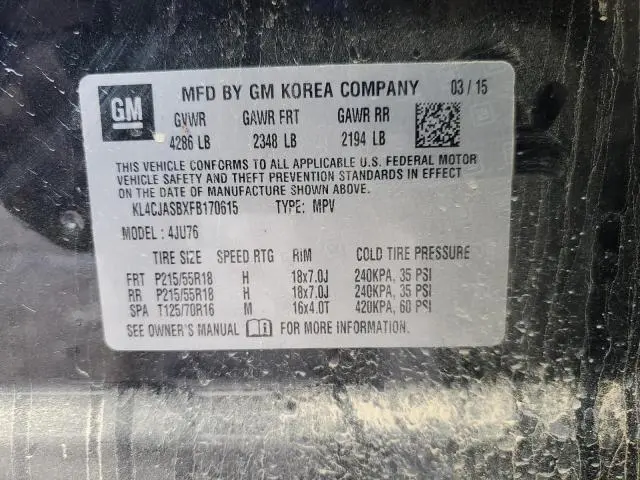 GM
MFD BY GM KOREA COMPANY 03 / 15
GVWR GAWR FRT GAWR RR
4286 LB 2348 LB 2194 LB
THIS VEHICLE CONFORMS TO ALL APPLICABLE U.S. FEDERAL MOTOR
VEHICLE SAFETY AND THEFT PREVENTION STANDARDS IN EFFECT
ON THE DATE OF MANUFACTURE SHOWN ABOVE.
KL4CJASBXFB170615 TYPE: MPV
MODEL : 4JU76
TIRE SIZE SPEED RTG RIM COLD TIRE PRESSURE
FRT P215/55R18 H 18x7.0J 240KPA, 35 PSI
RR P215/55R18 H 18x7.0J 240KPA, 35 PSI
SPA T125/70R16 M 16x4.0T 420KPA, 60 PSI
SEE OWNER'S MANUAL FOR MORE INFORMATION.